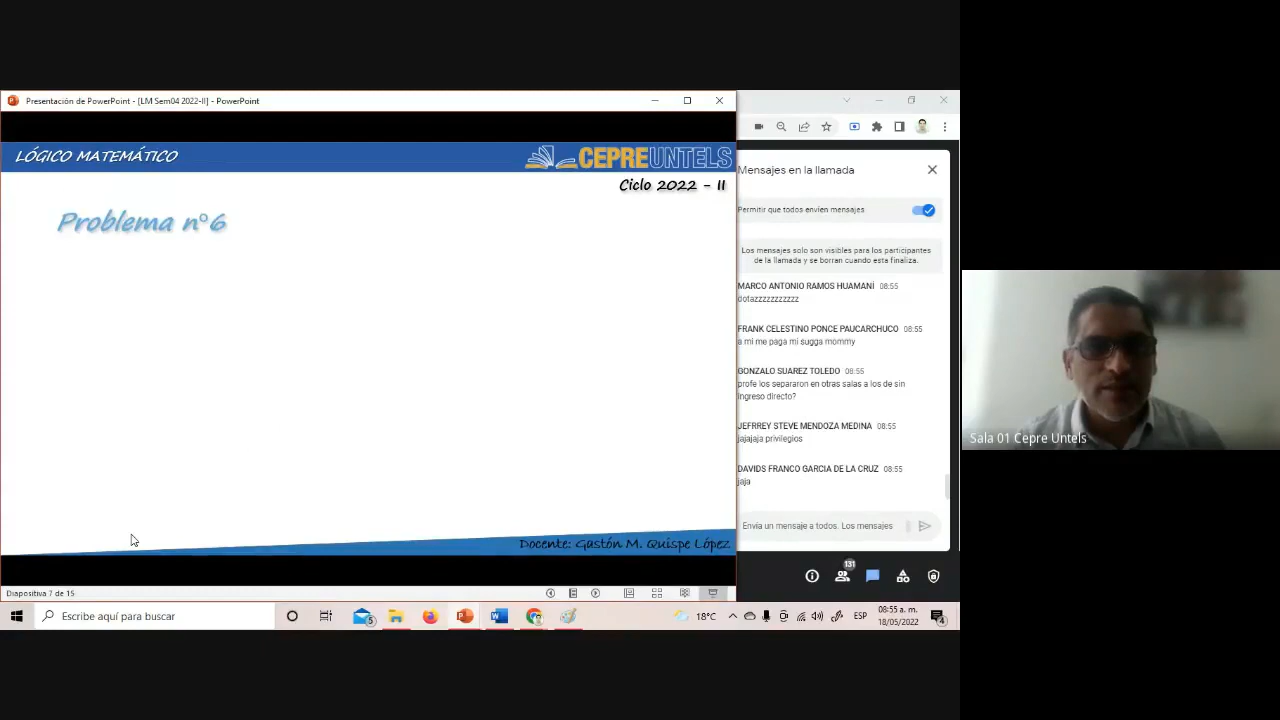 Presentación de PowerPoint - [LM Sem04 2022-II] - PowerPoint
LÓGICO MATEMÁTICO
CEPREUNTELS
Ciclo 2022 - II
Problema n°6
Docente: Gastón M. Quispe López
Diapositiva 7 de 15
Mensajes en la llamada
Permitir que todos envíen mensajes
Los mensajes solo son visibles para los participantes
de la llamada y se borran cuando esta finaliza.
MARCO ANTONIO RAMOS HUAMANÍ 08:55
dotazzzzzzzzzz
FRANK CELESTINO PONCE PAUCARCHUCO 08:55
a mi me paga mi sugga mommy
GONZALO SUAREZ TOLEDO 08:55
profe los separaron en otras salas a los de sin
ingreso directo?
JEFRREY STEVE MENDOZA MEDINA 08:55
jajajaja privilegios
DAVIDS FRANCO GARCIA DE LA CRUZ 08:55
jaja
Envía un mensaje a todos. Los mensajes
131
Sala 01 Cepre Untels
Escribe aquí para buscar
5
18°C
ESP
08:55 a. m.
18/05/2022
4